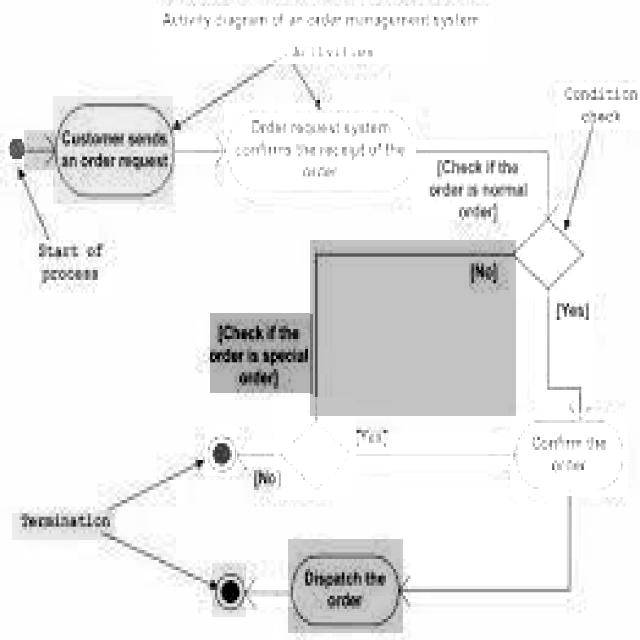 Activity diagram of an order management system
Activities
Condition
check
Customer sends
an order request
Order request system
confirms the receipt of the
order
[Check if the
order is normal
order]
Start of
process
[No]
[Yes]
[Check if the
order is special
order]
[Yes]
Confirm the
order
[No]
Termination
Dispatch the
order